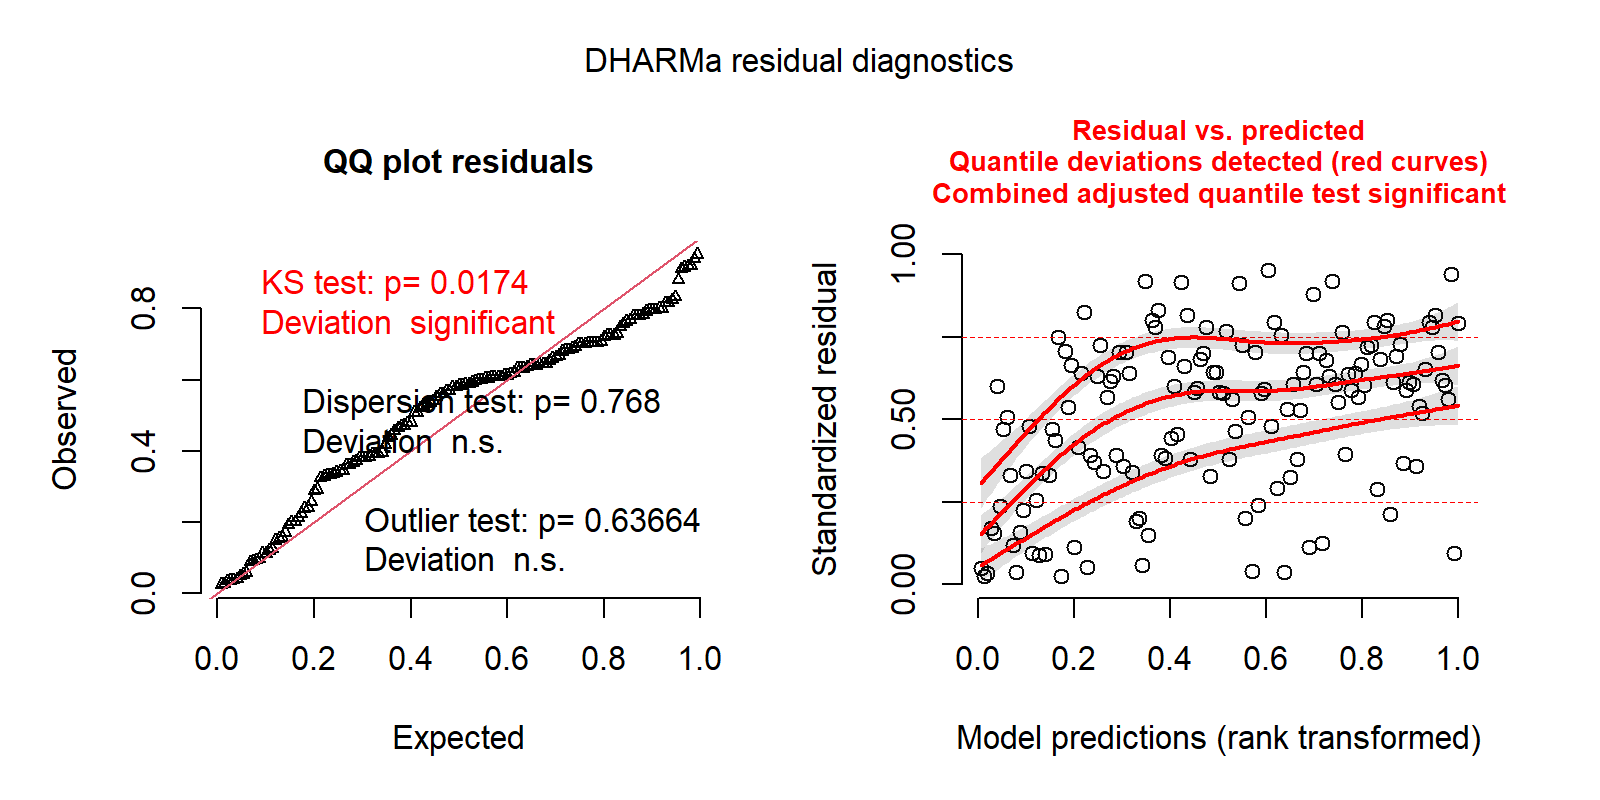 DHARMa residual diagnostics
QQ plot residuals
KS test: p= 0.0174
Deviation  significant
Dispersion test: p= 0.768
Deviation  n.s.
Outlier test: p= 0.63664
Deviation  n.s.
Observed
0.0
0.4
0.8
0.0 0.2 0.4 0.6 0.8 1.0
Expected
Residual vs. predicted
Quantile deviations detected (red curves)
Combined adjusted quantile test significant
Standardized residual
0.00
0.50
1.00
0.0 0.2 0.4 0.6 0.8 1.0
Model predictions (rank transformed)